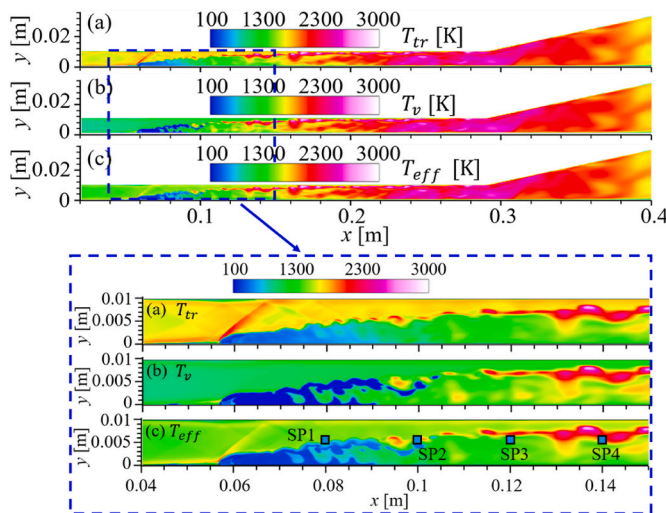 (a) 100 1300 2300 3000 T_tr [K]
y [m] 0.02 0
(b) 100 1300 2300 3000 T_v [K]
y [m] 0.02 0
(c) 100 1300 2300 3000 T_eff [K]
y [m] 0.02 0
0.1 0.2 0.3 0.4
x [m]
100 1300 2300 3000
y [m] 0.01 0.005 0 (a) T_tr
y [m] 0.01 0.005 0 (b) T_v
y [m] 0.01 0.005 0 (c) T_eff SP1 SP2 SP3 SP4
0.04 0.06 0.08 0.1 0.12 0.14
x [m]